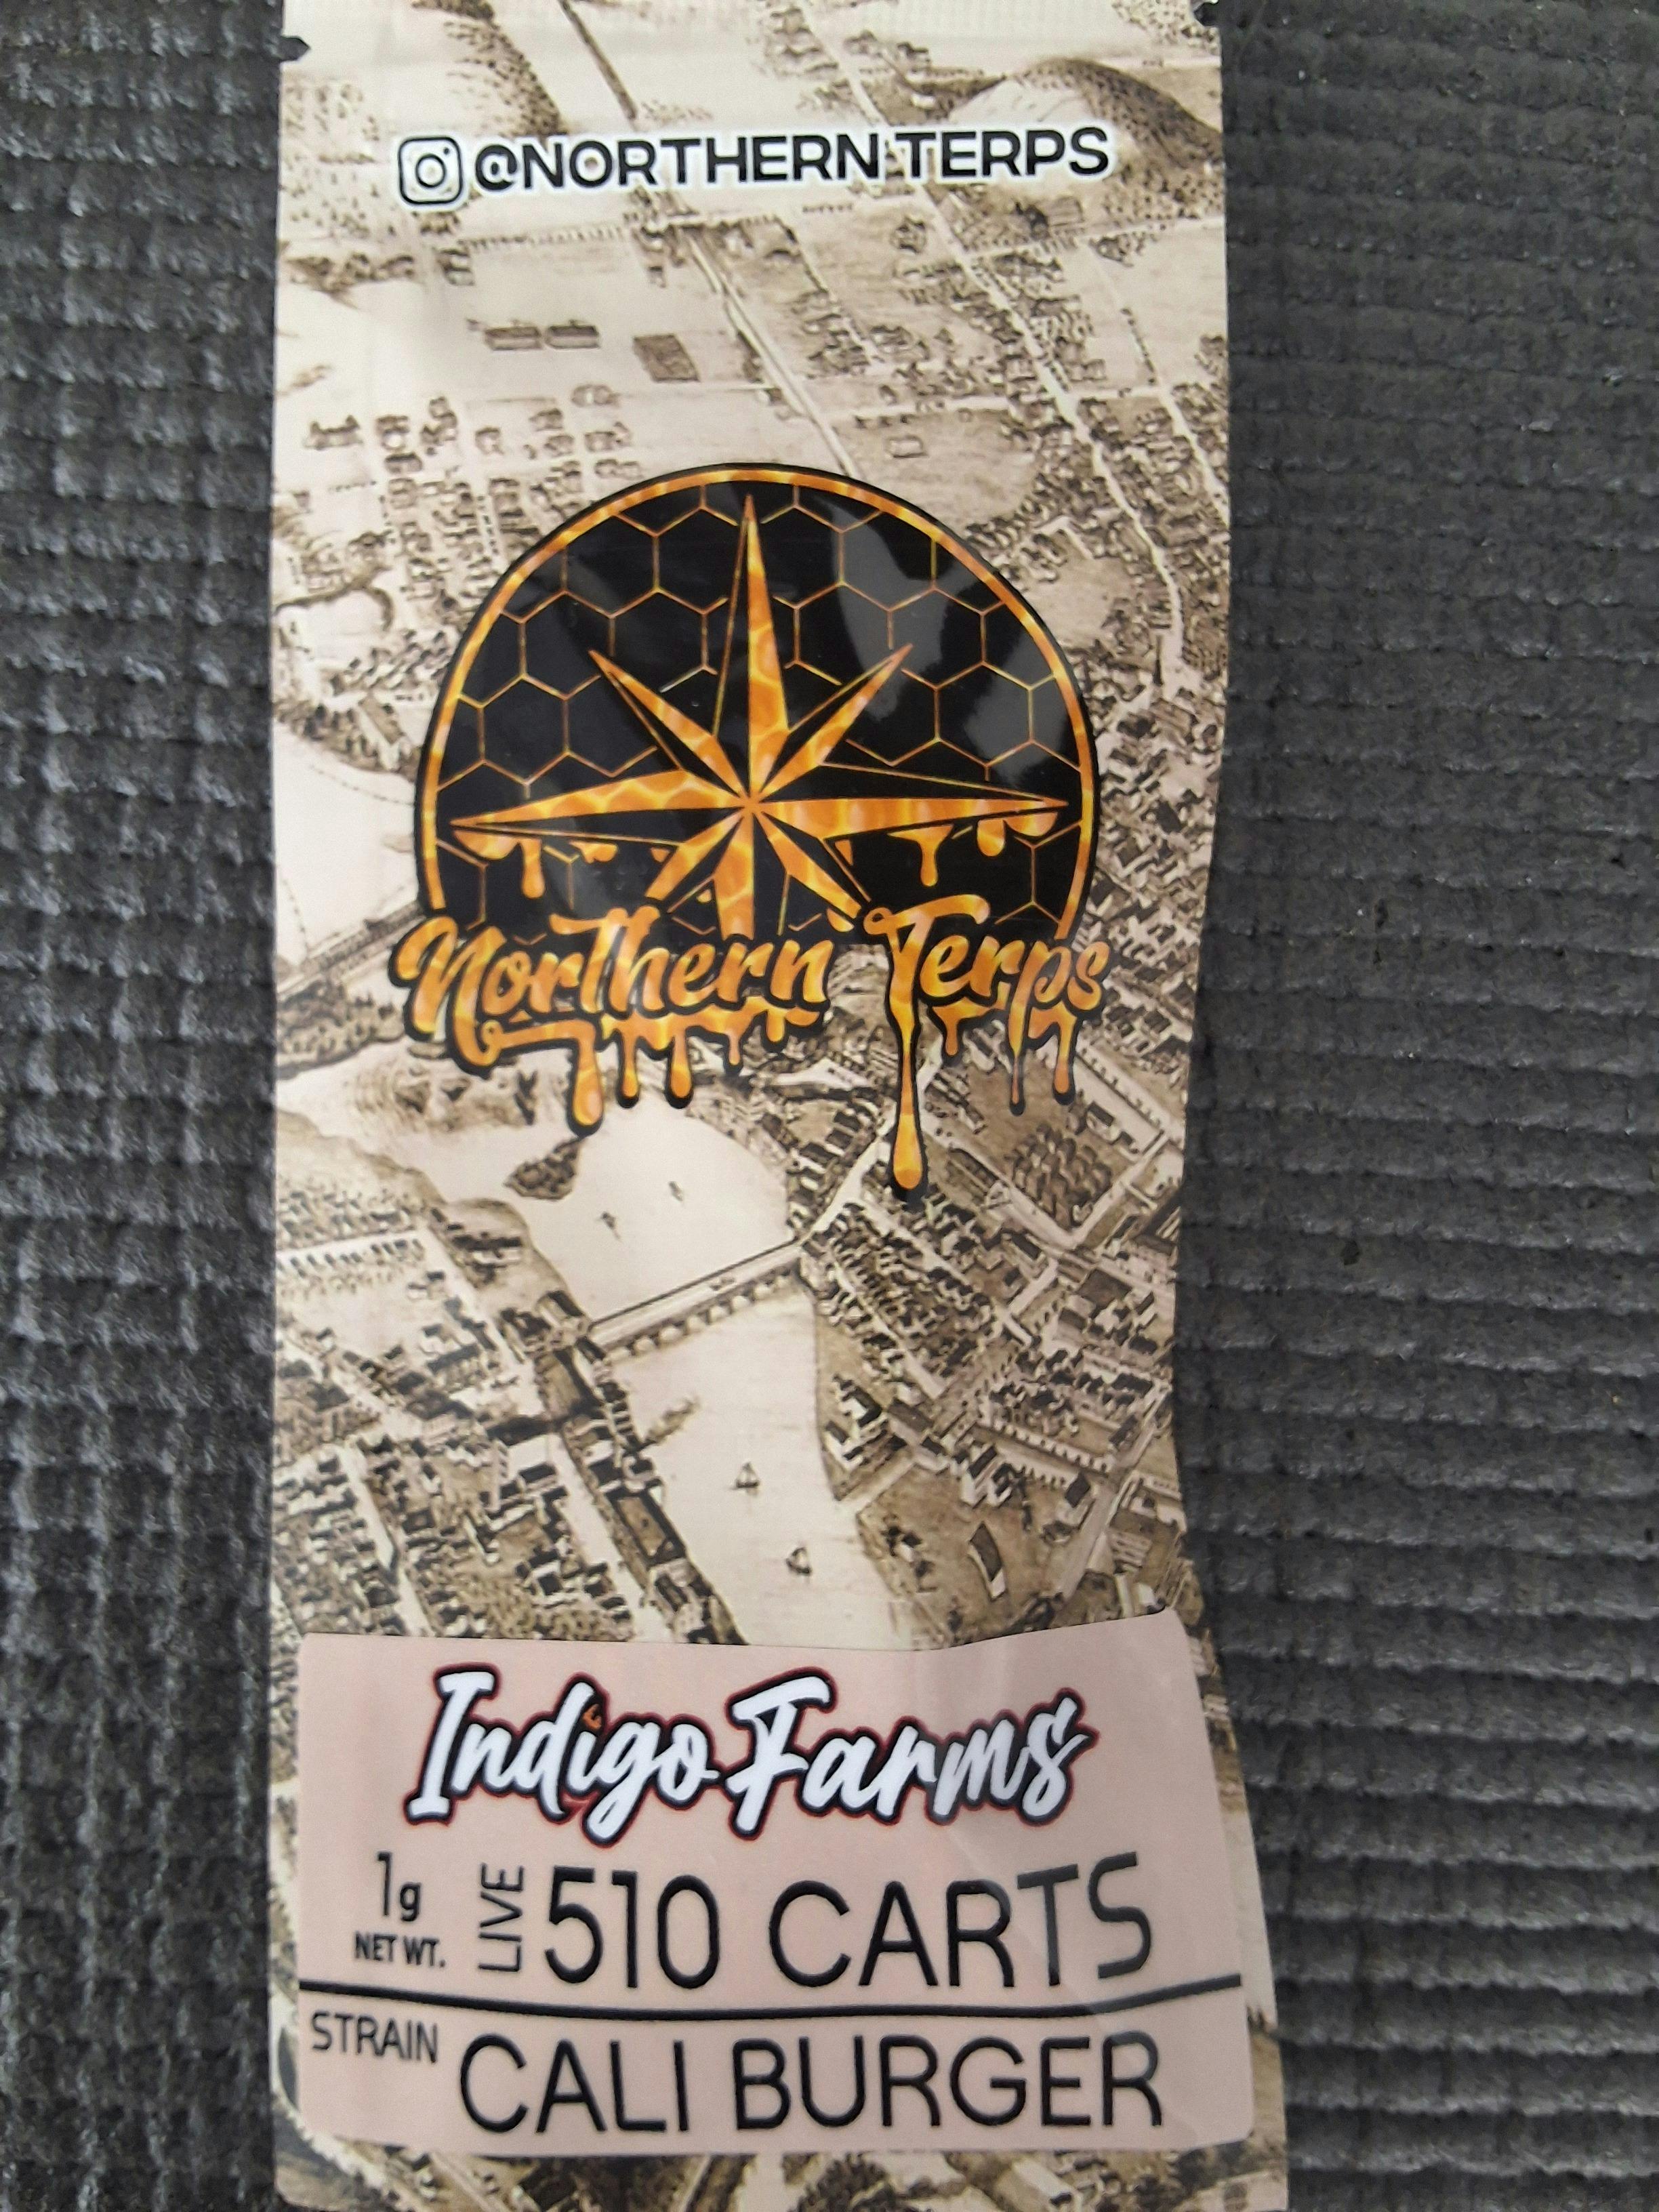 @NORTHERN.TERPS
Northern Terps
Indigo Farms
1g
NET WT.
LIVE
510 CARTS
STRAIN
CALI BURGER